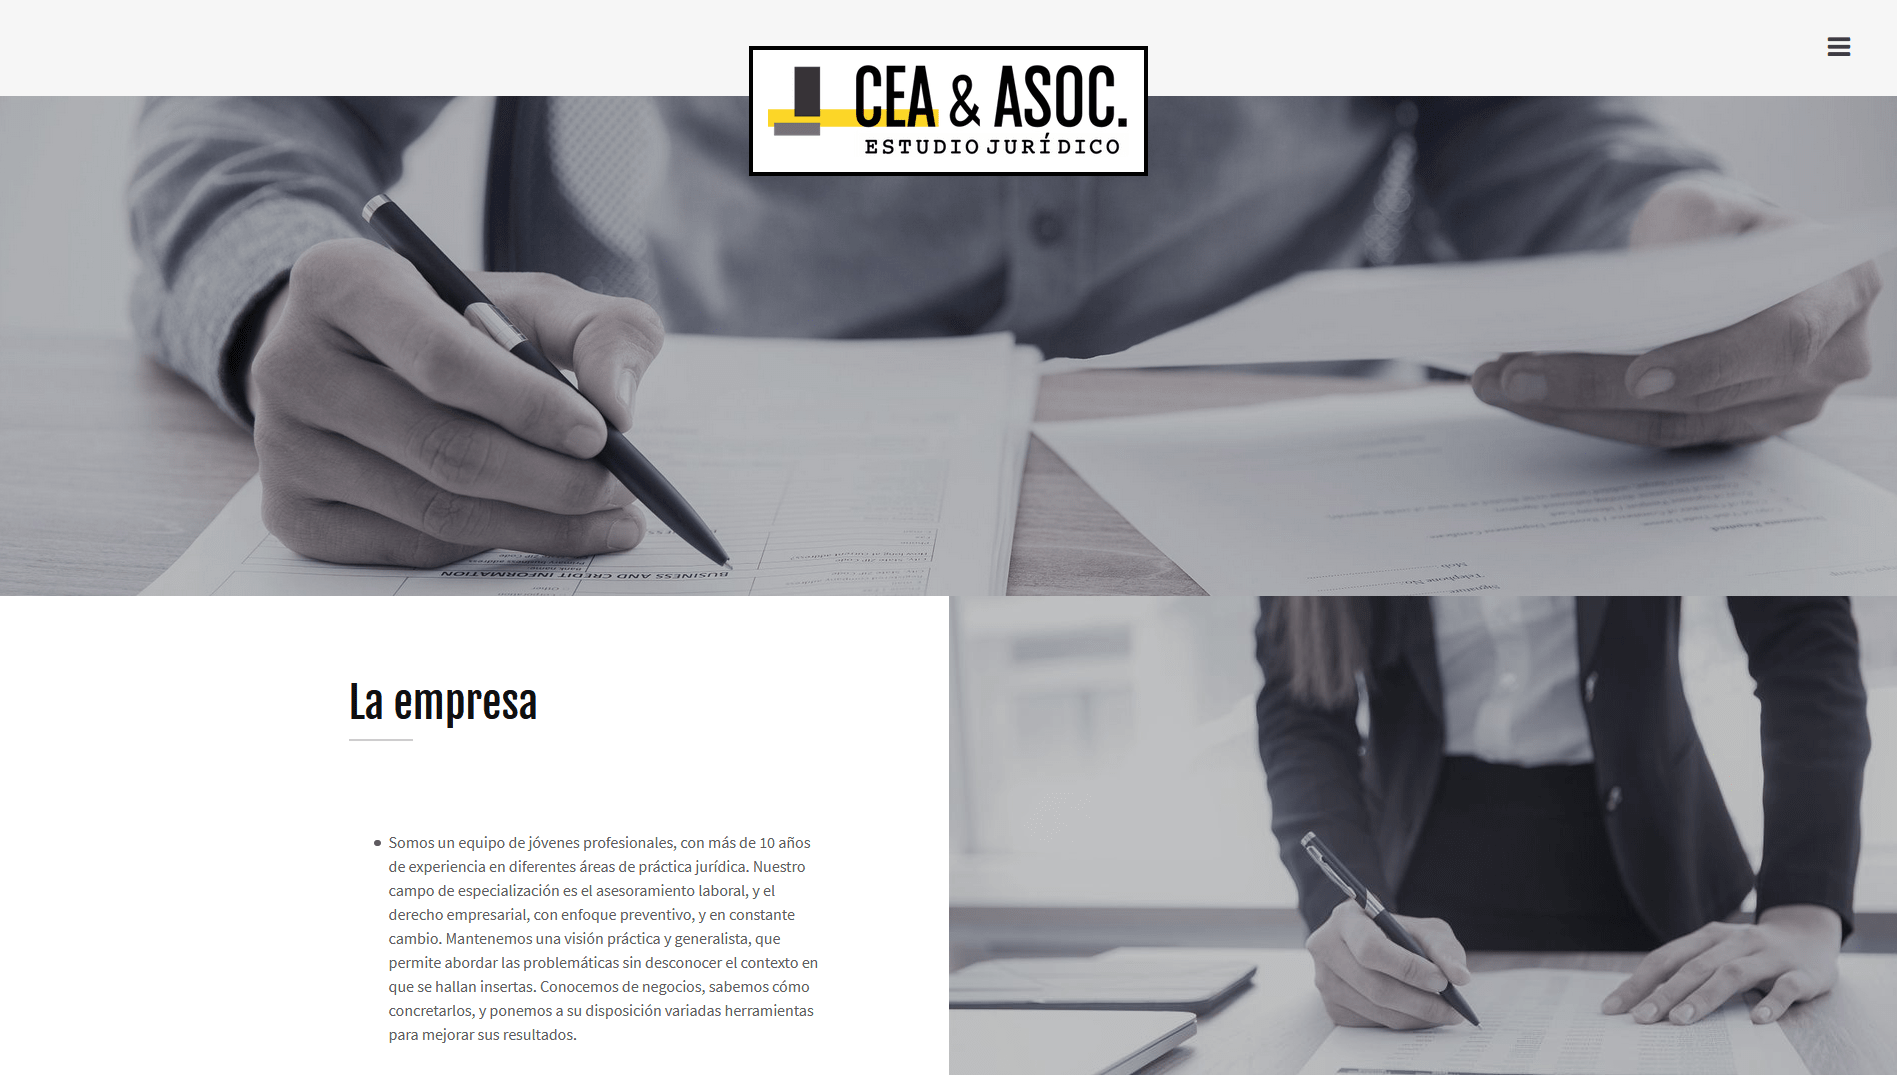 CEA & ASOC.
ESTUDIO JURÍDICO
BUSINESS AND CREDIT INFORMATION
La empresa
Somos un equipo de jóvenes profesionales, con más de 10 años
de experiencia en diferentes áreas de práctica jurídica. Nuestro
campo de especialización es el asesoramiento laboral, y el
derecho empresarial, con enfoque preventivo, y en constante
cambio. Mantenemos una visión práctica y generalista, que
permite abordar las problemáticas sin desconocer el contexto en
que se hallan insertas. Conocemos de negocios, sabemos cómo
concretarlos, y ponemos a su disposición variadas herramientas
para mejorar sus resultados.